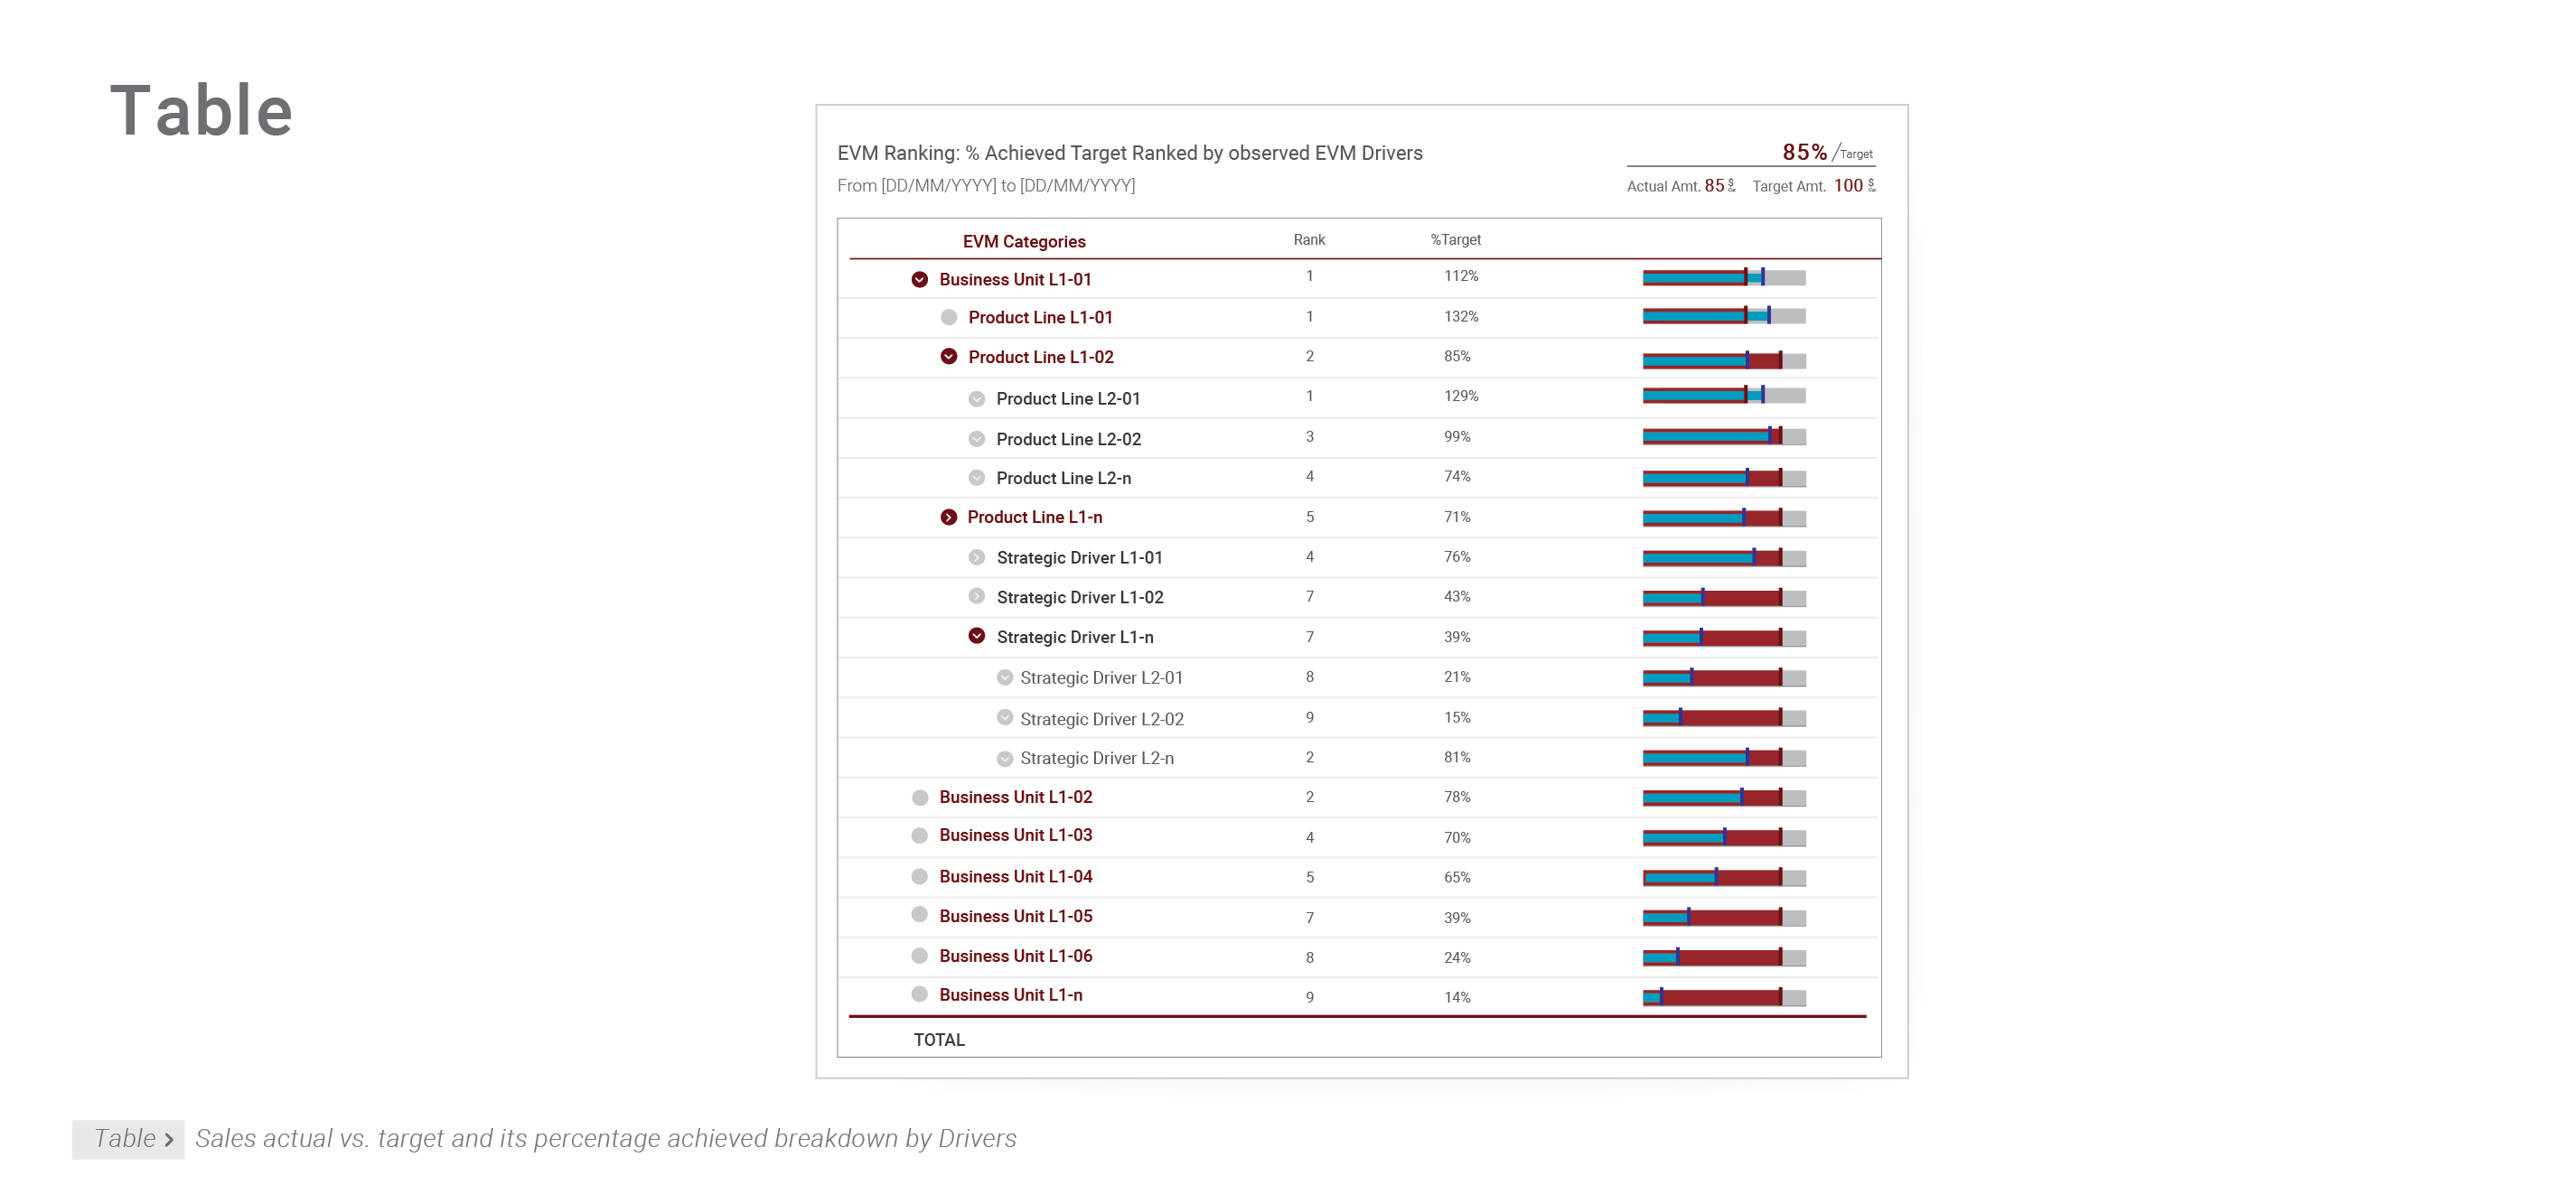 Table
EVM Ranking: % Achieved Target Ranked by observed EVM Drivers
85% /Target
From [DD/MM/YYYY] to [DD/MM/YYYY]
Actual Amt. 85 $ Target Amt. 100 $
EVM Categories Rank %Target
Business Unit L1-01 1 112%
Product Line L1-01 1 132%
Product Line L1-02 2 85%
Product Line L2-01 1 129%
Product Line L2-02 3 99%
Product Line L2-n 4 74%
Product Line L1-n 5 71%
Strategic Driver L1-01 4 76%
Strategic Driver L1-02 7 43%
Strategic Driver L1-n 7 39%
Strategic Driver L2-01 8 21%
Strategic Driver L2-02 9 15%
Strategic Driver L2-n 2 81%
Business Unit L1-02 2 78%
Business Unit L1-03 4 70%
Business Unit L1-04 5 65%
Business Unit L1-05 7 39%
Business Unit L1-06 8 24%
Business Unit L1-n 9 14%
TOTAL
Table > Sales actual vs. target and its percentage achieved breakdown by Drivers